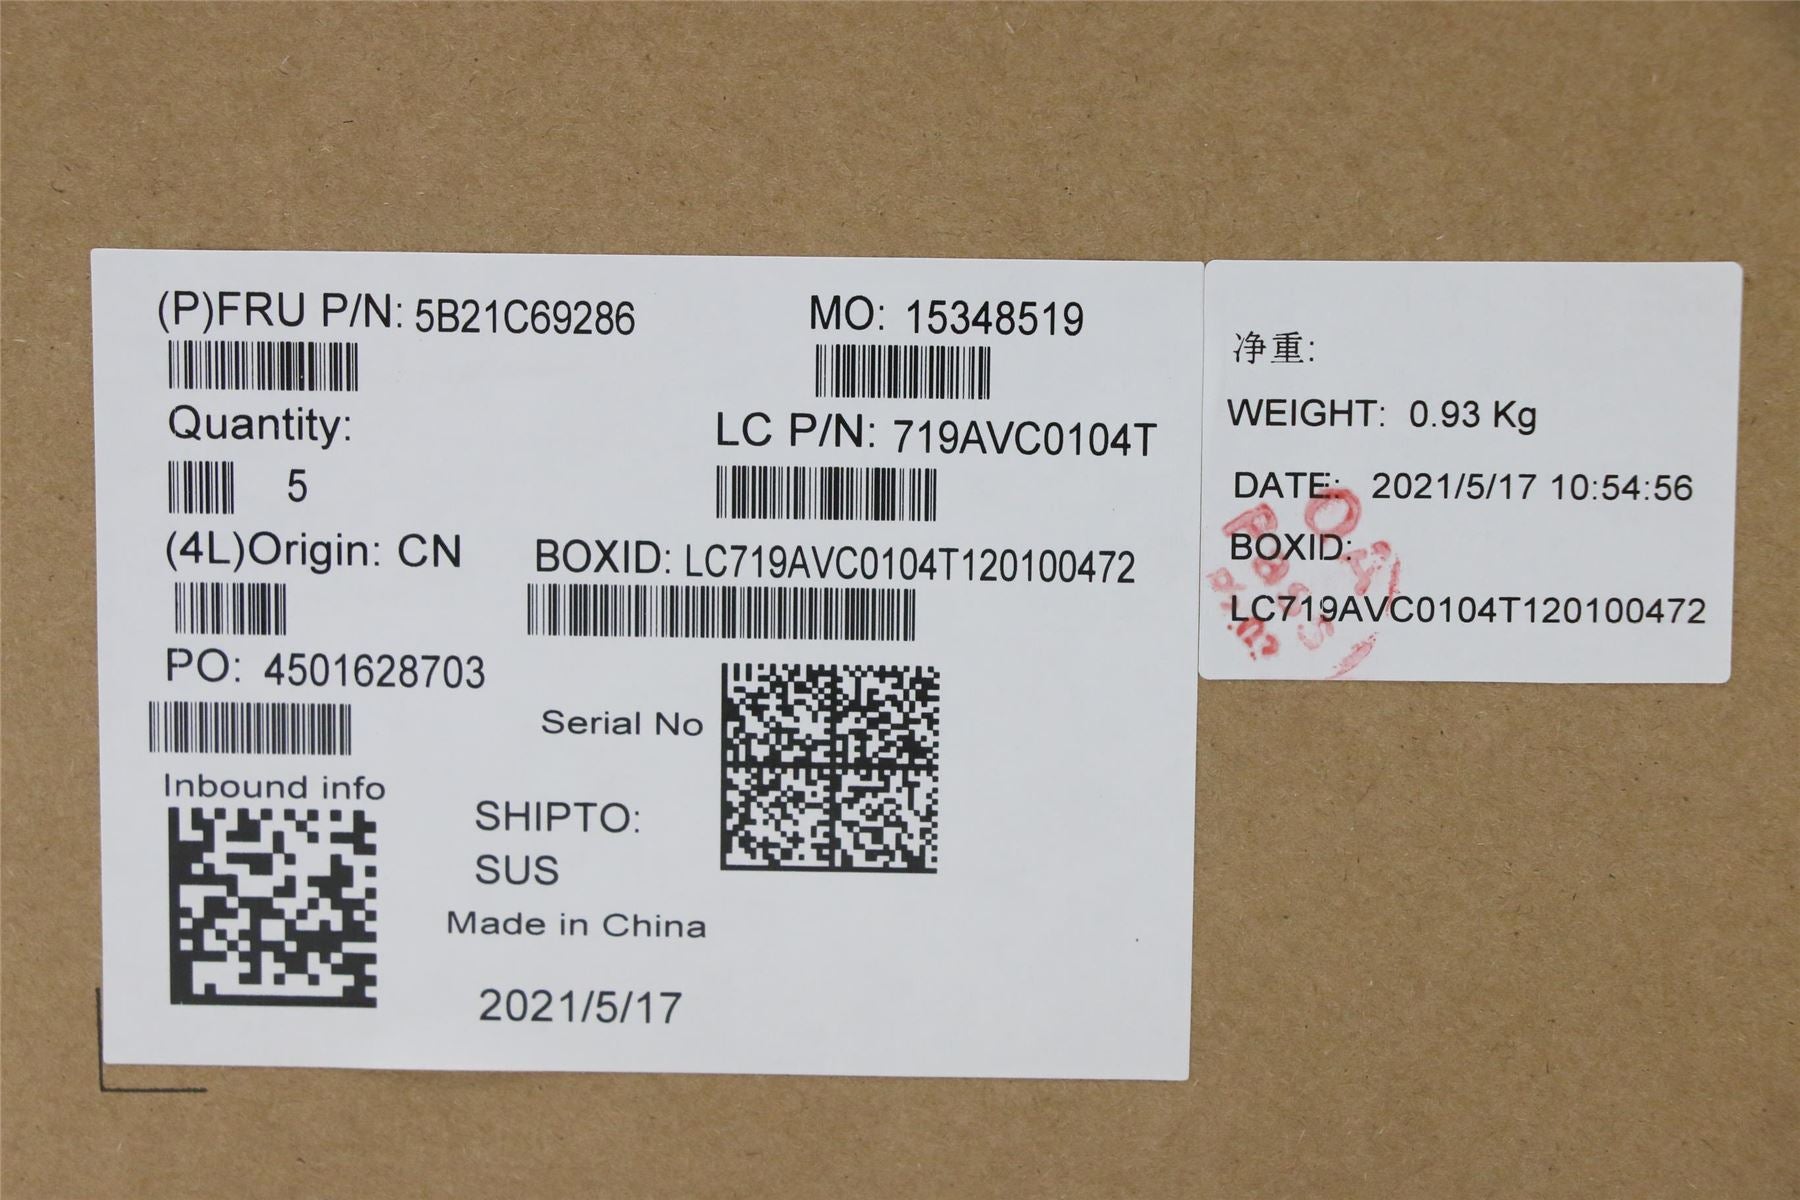 (P)FRU P/N: 5B21C69286
MO: 15348519
Quantity:
5
LC P/N: 719AVC0104T
(4L)Origin: CN
BOXID: LC719AVC0104T120100472
PO: 4501628703
Serial No
Inbound info
SHIPTO:
SUS
Made in China
2021/5/17
净重:
WEIGHT: 0.93 Kg
DATE: 2021/5/17 10:54:56
BOXID:
LC719AVC0104T120100472